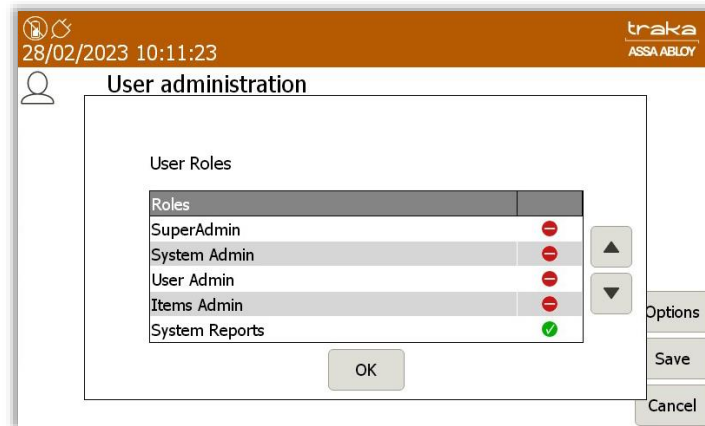 traka
28/02/2023 10:11:23
ASSA ABLOY
User administration
User Roles
Roles
SuperAdmin
System Admin
User Admin
Items Admin
System Reports
Options
OK
Save
Cancel